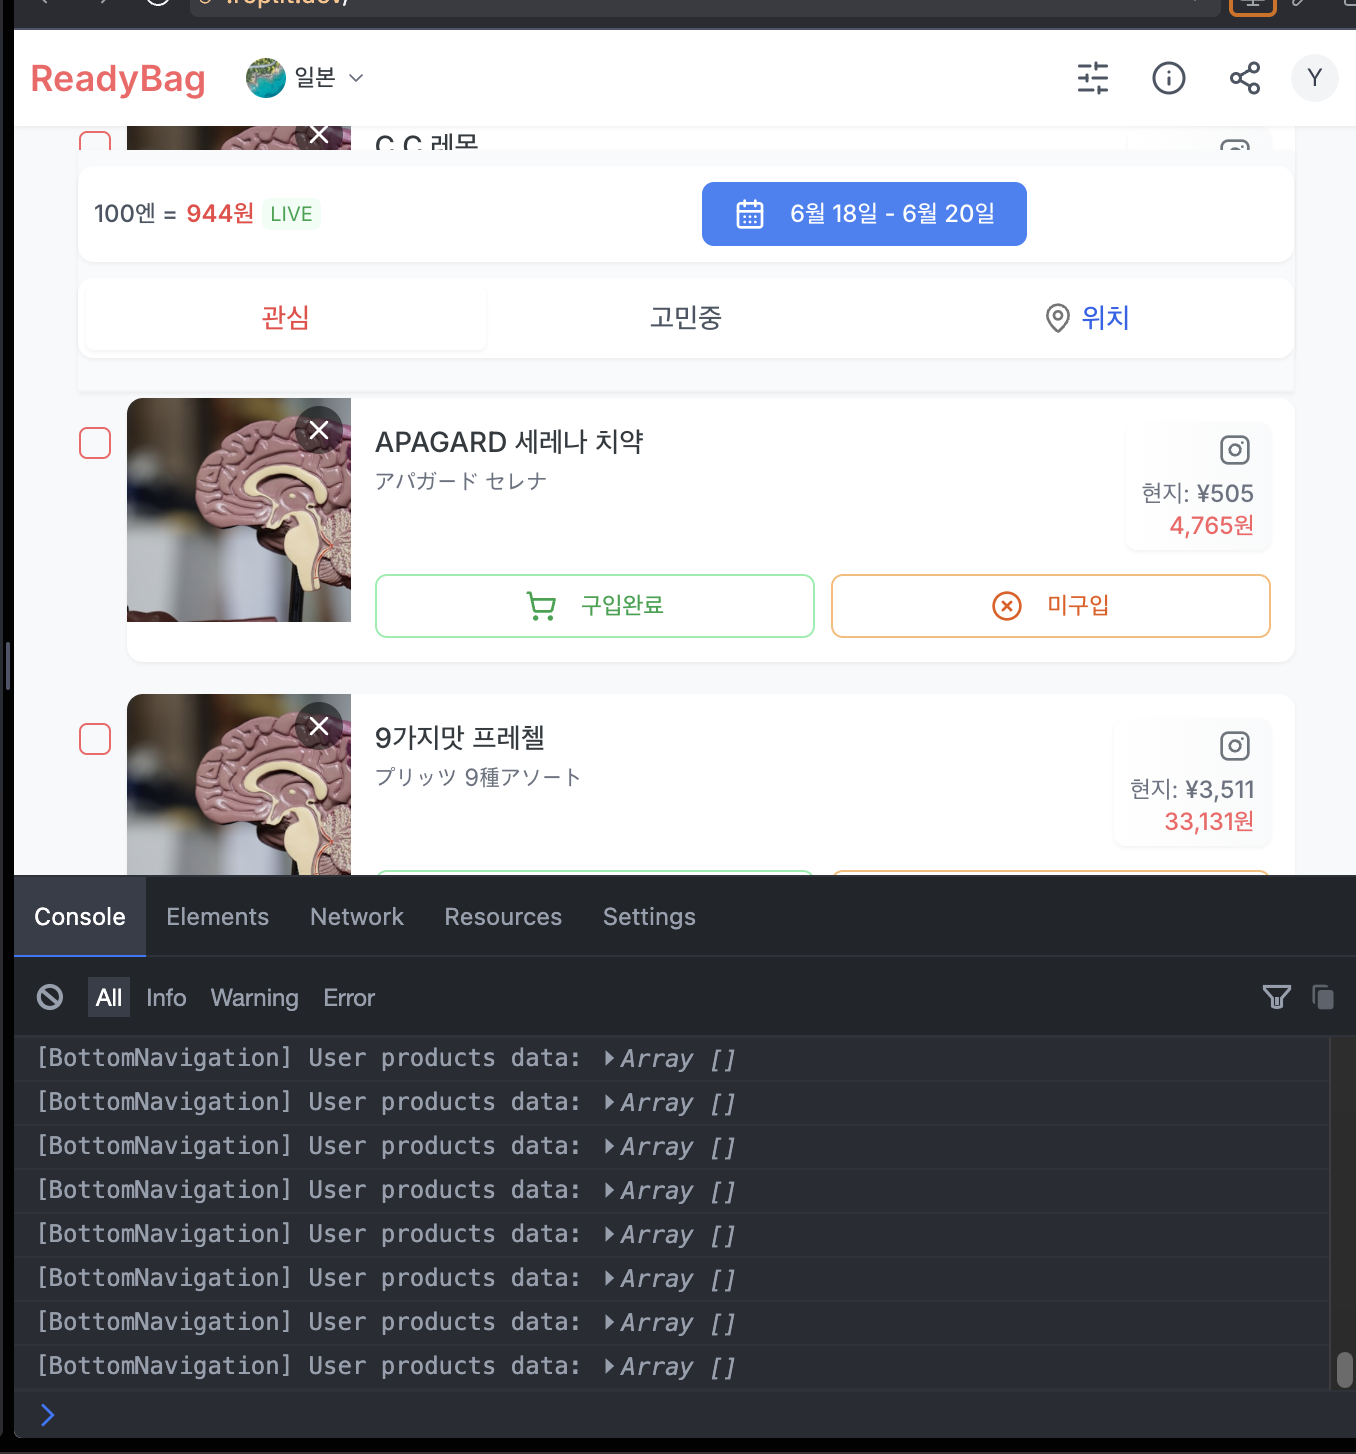 ReadyBag
일본
Y
C.C 레몬
100엔 = 944원 LIVE
6월 18일 - 6월 20일
관심
고민중
위치
APAGARD 세레나 치약
アパガード セレナ
현지: ¥505
4,765원
구입완료
미구입
9가지맛 프레첼
プリッツ 9種アソート
현지: ¥3,511
33,131원
Console Elements Network Resources Settings
All Info Warning Error
[BottomNavigation] User products data: Array []
[BottomNavigation] User products data: Array []
[BottomNavigation] User products data: Array []
[BottomNavigation] User products data: Array []
[BottomNavigation] User products data: Array []
[BottomNavigation] User products data: Array []
[BottomNavigation] User products data: Array []
[BottomNavigation] User products data: Array []